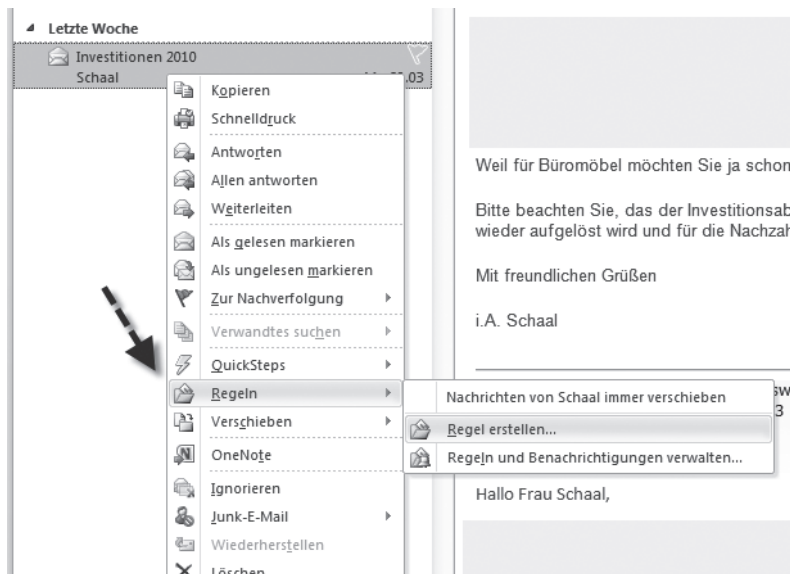 Letzte Woche
Investitionen 2010
Schaal
.03
Kopieren
Schnelldruck
Antworten
Allen antworten
Weiterleiten
Als gelesen markieren
Als ungelesen markieren
Zur Nachverfolgung
Verwandtes suchen
QuickSteps
Regeln
Verschieben
OneNote
Ignorieren
Junk-E-Mail
Wiederherstellen
Löschen
Nachrichten von Schaal immer verschieben
Regel erstellen...
Regeln und Benachrichtigungen verwalten...
Weil für Büromöbel möchten Sie ja schon
Bitte beachten Sie, das der Investitionsab
wieder aufgelöst wird und für die Nachzah
Mit freundlichen Grüßen
i.A. Schaal
sw
3
Hallo Frau Schaal,